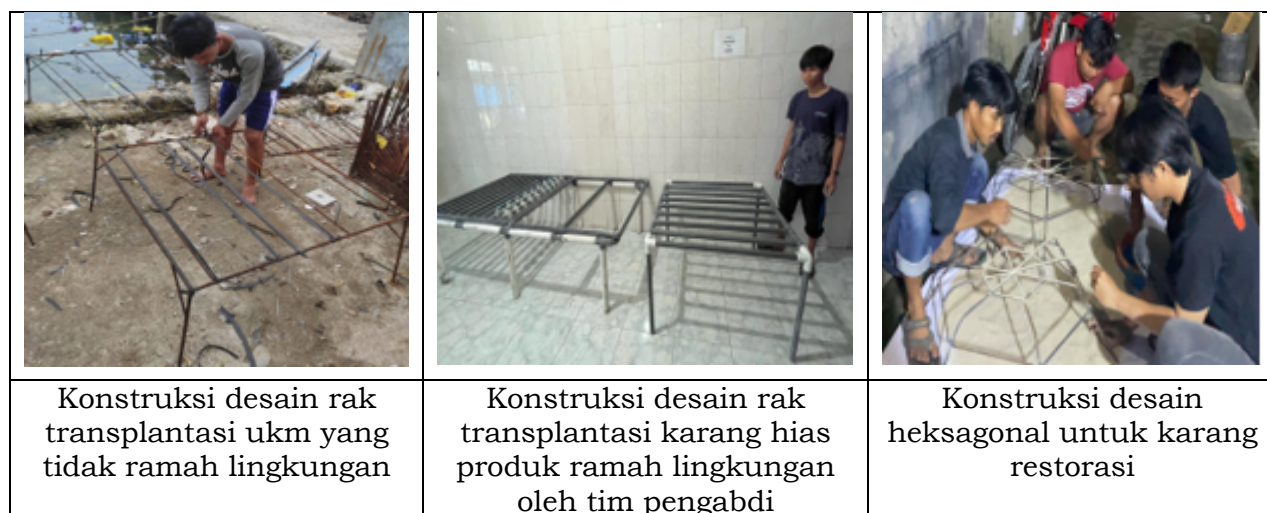 Konstruksi desain rak
transplantasi ukm yang
tidak ramah lingkungan
Konstruksi desain rak
transplantasi karang hias
produk ramah lingkungan
oleh tim pengabdi
Konstruksi desain
heksagonal untuk karang
restorasi